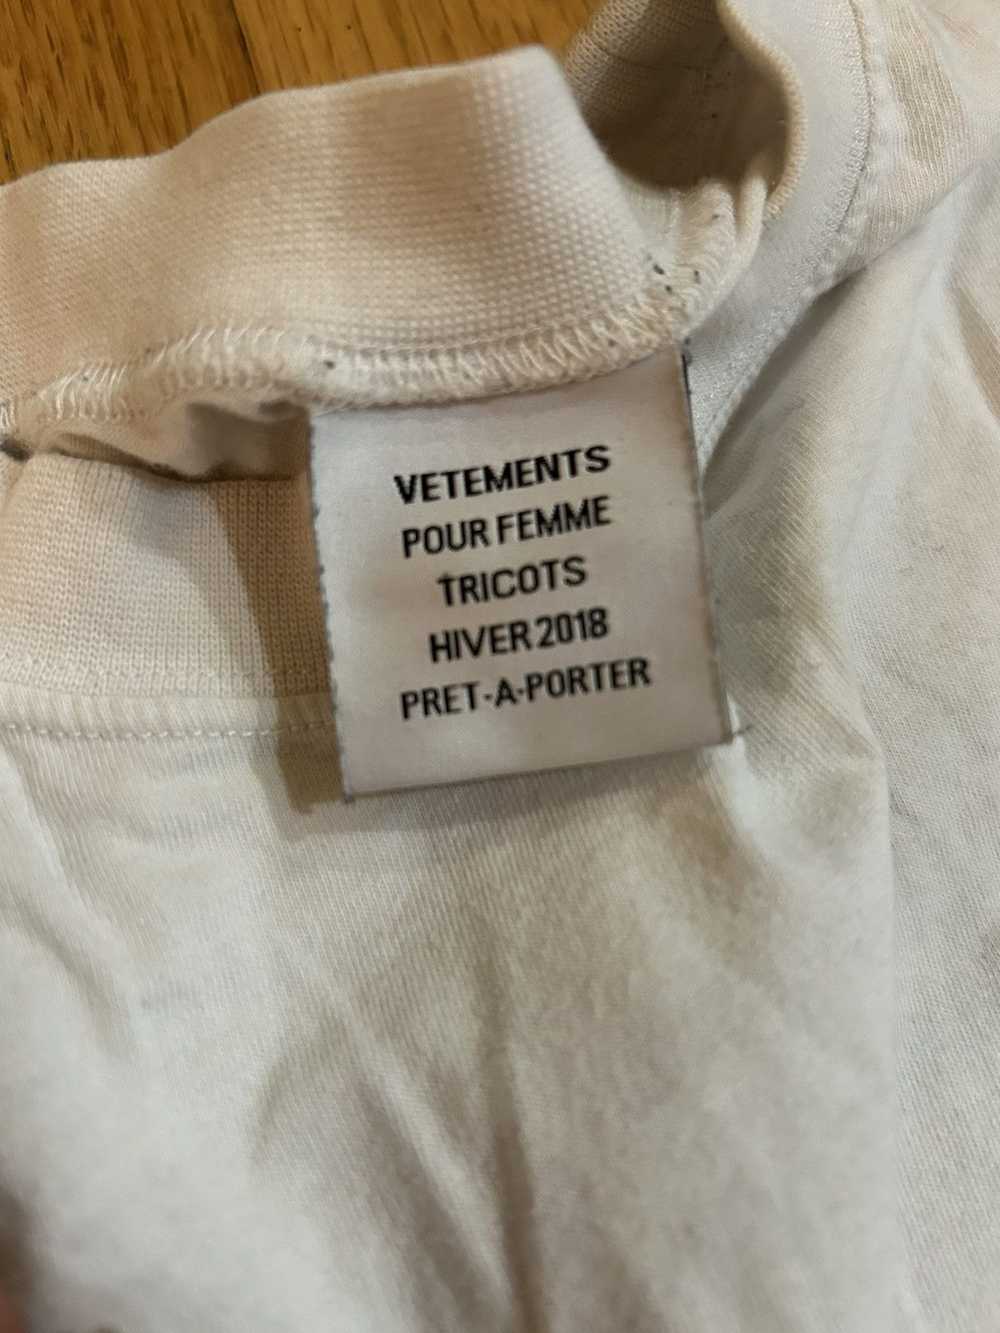 VETEMENTS
POUR FEMME
TRICOTS
HIVER 2018
PRET-A-PORTER